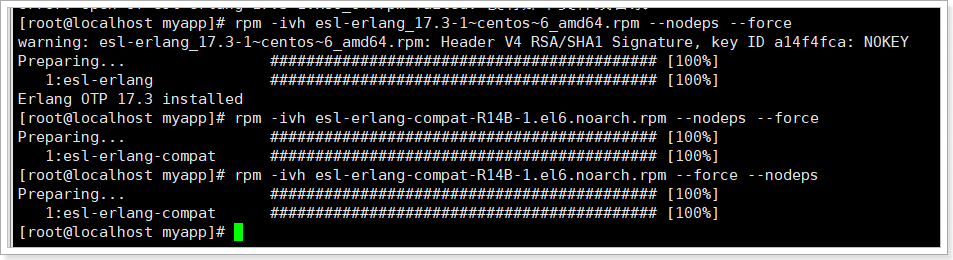 [root@localhost myapp]# rpm -ivh esl-erlang_17.3-1~centos~6_amd64.rpm --nodeps --force
warning: esl-erlang_17.3-1~centos~6_amd64.rpm: Header V4 RSA/SHA1 Signature, key ID a14f4fca: NOKEY
Preparing... ########################################### [100%]
1:esl-erlang ########################################### [100%]
Erlang OTP 17.3 installed
[root@localhost myapp]# rpm -ivh esl-erlang-compat-R14B-1.el6.noarch.rpm --nodeps --force
Preparing... ########################################### [100%]
1:esl-erlang-compat ########################################### [100%]
[root@localhost myapp]# rpm -ivh esl-erlang-compat-R14B-1.el6.noarch.rpm --force --nodeps
Preparing... ########################################### [100%]
1:esl-erlang-compat ########################################### [100%]
[root@localhost myapp]#